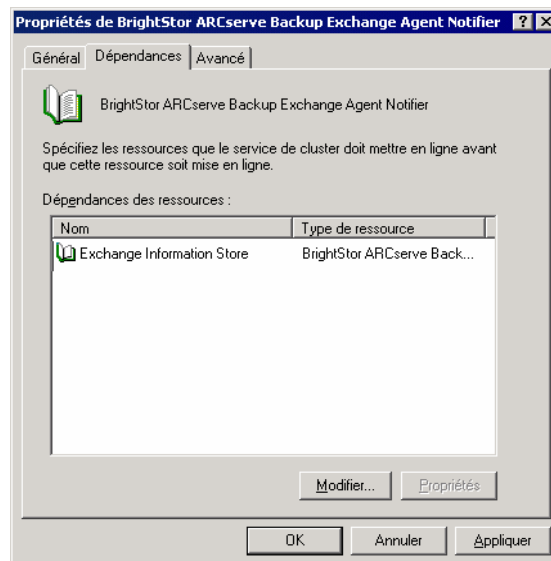 Propriétés de BrightStor ARCserve Backup Exchange Agent Notifier
Général Dépendances Avancé
BrightStor ARCserve Backup Exchange Agent Notifier
Spécifiez les ressources que le service de cluster doit mettre en ligne avant
que cette ressource soit mise en ligne.
Dépendances des ressources :
Nom Type de ressource
Exchange Information Store BrightStor ARCserve Back...
Modifier... Propriétés
OK Annuler Appliquer